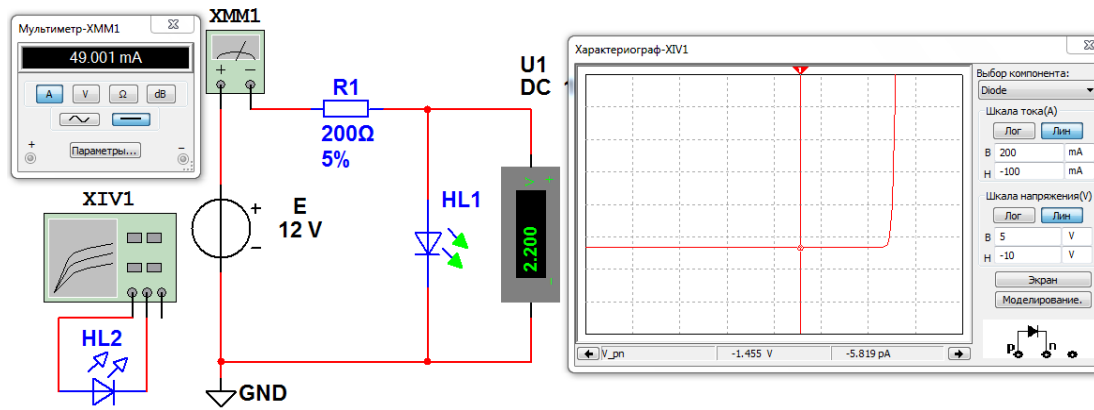 Мультиметр-XMM1
49.001 mA
A V Ω dB
+ −
Параметры...
XMM1
+ −
R1
200Ω
5%
U1
DC 1
E
12 V
+
−
HL1
V
+
2.200
−
XIV1
HL2
GND
Характериограф-XIV1
1
V_pn -1.455 V -5.819 pA
Выбор компонента:
Diode
Шкала тока(А)
Лог Лин
В 200 mA
Н -100 mA
Шкала напряжения(V)
Лог Лин
В 5 V
Н -10 V
Экран
Моделирование.
p n